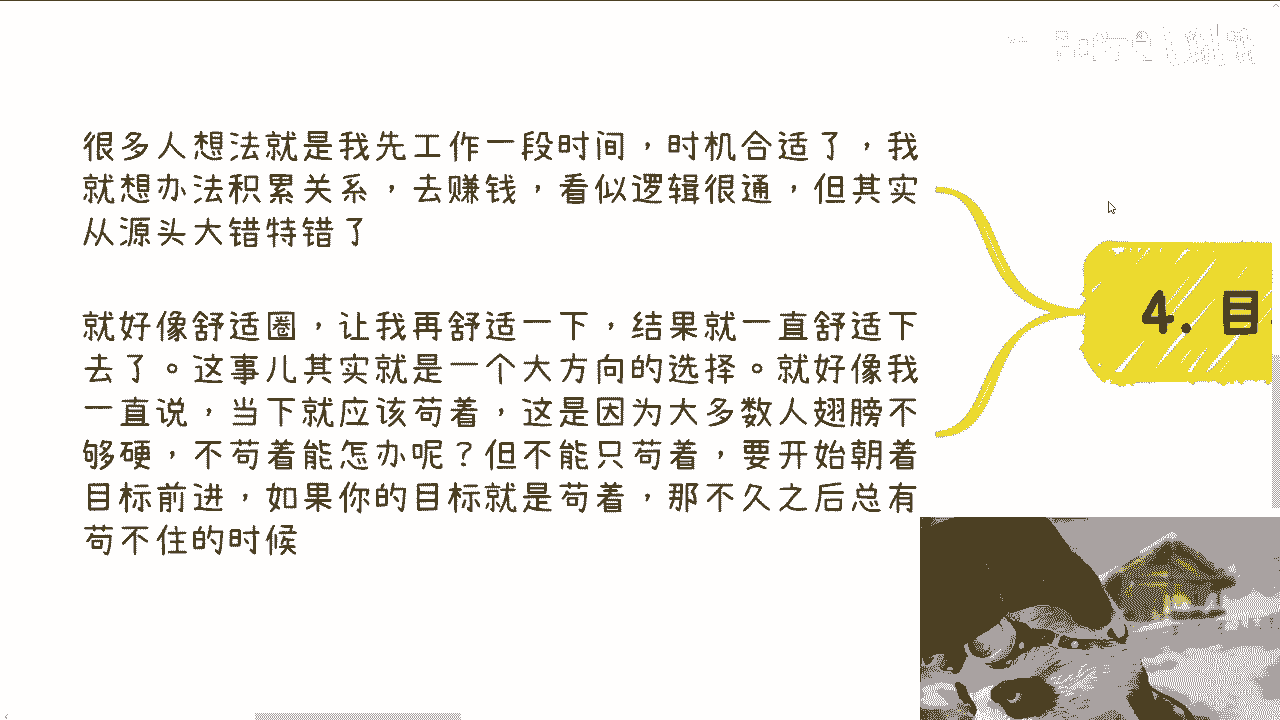 很多人想法就是我先工作一段时间，时机合适了，我
就想办法积累关系，去赚钱，看似逻辑很通，但其实
从源头大错特错了
就好像舒适圈，让我再舒适一下，结果就一直舒适下
去了。这事儿其实就是一个大方向的选择。就好像我
一直说，当下就应该苟着，这是因为大多数人翅膀不
够硬，不苟着能怎办呢？但不能只苟着，要开始朝着
目标前进，如果你的目标就是苟着，那不久之后总有
苟不住的时候
4. 目